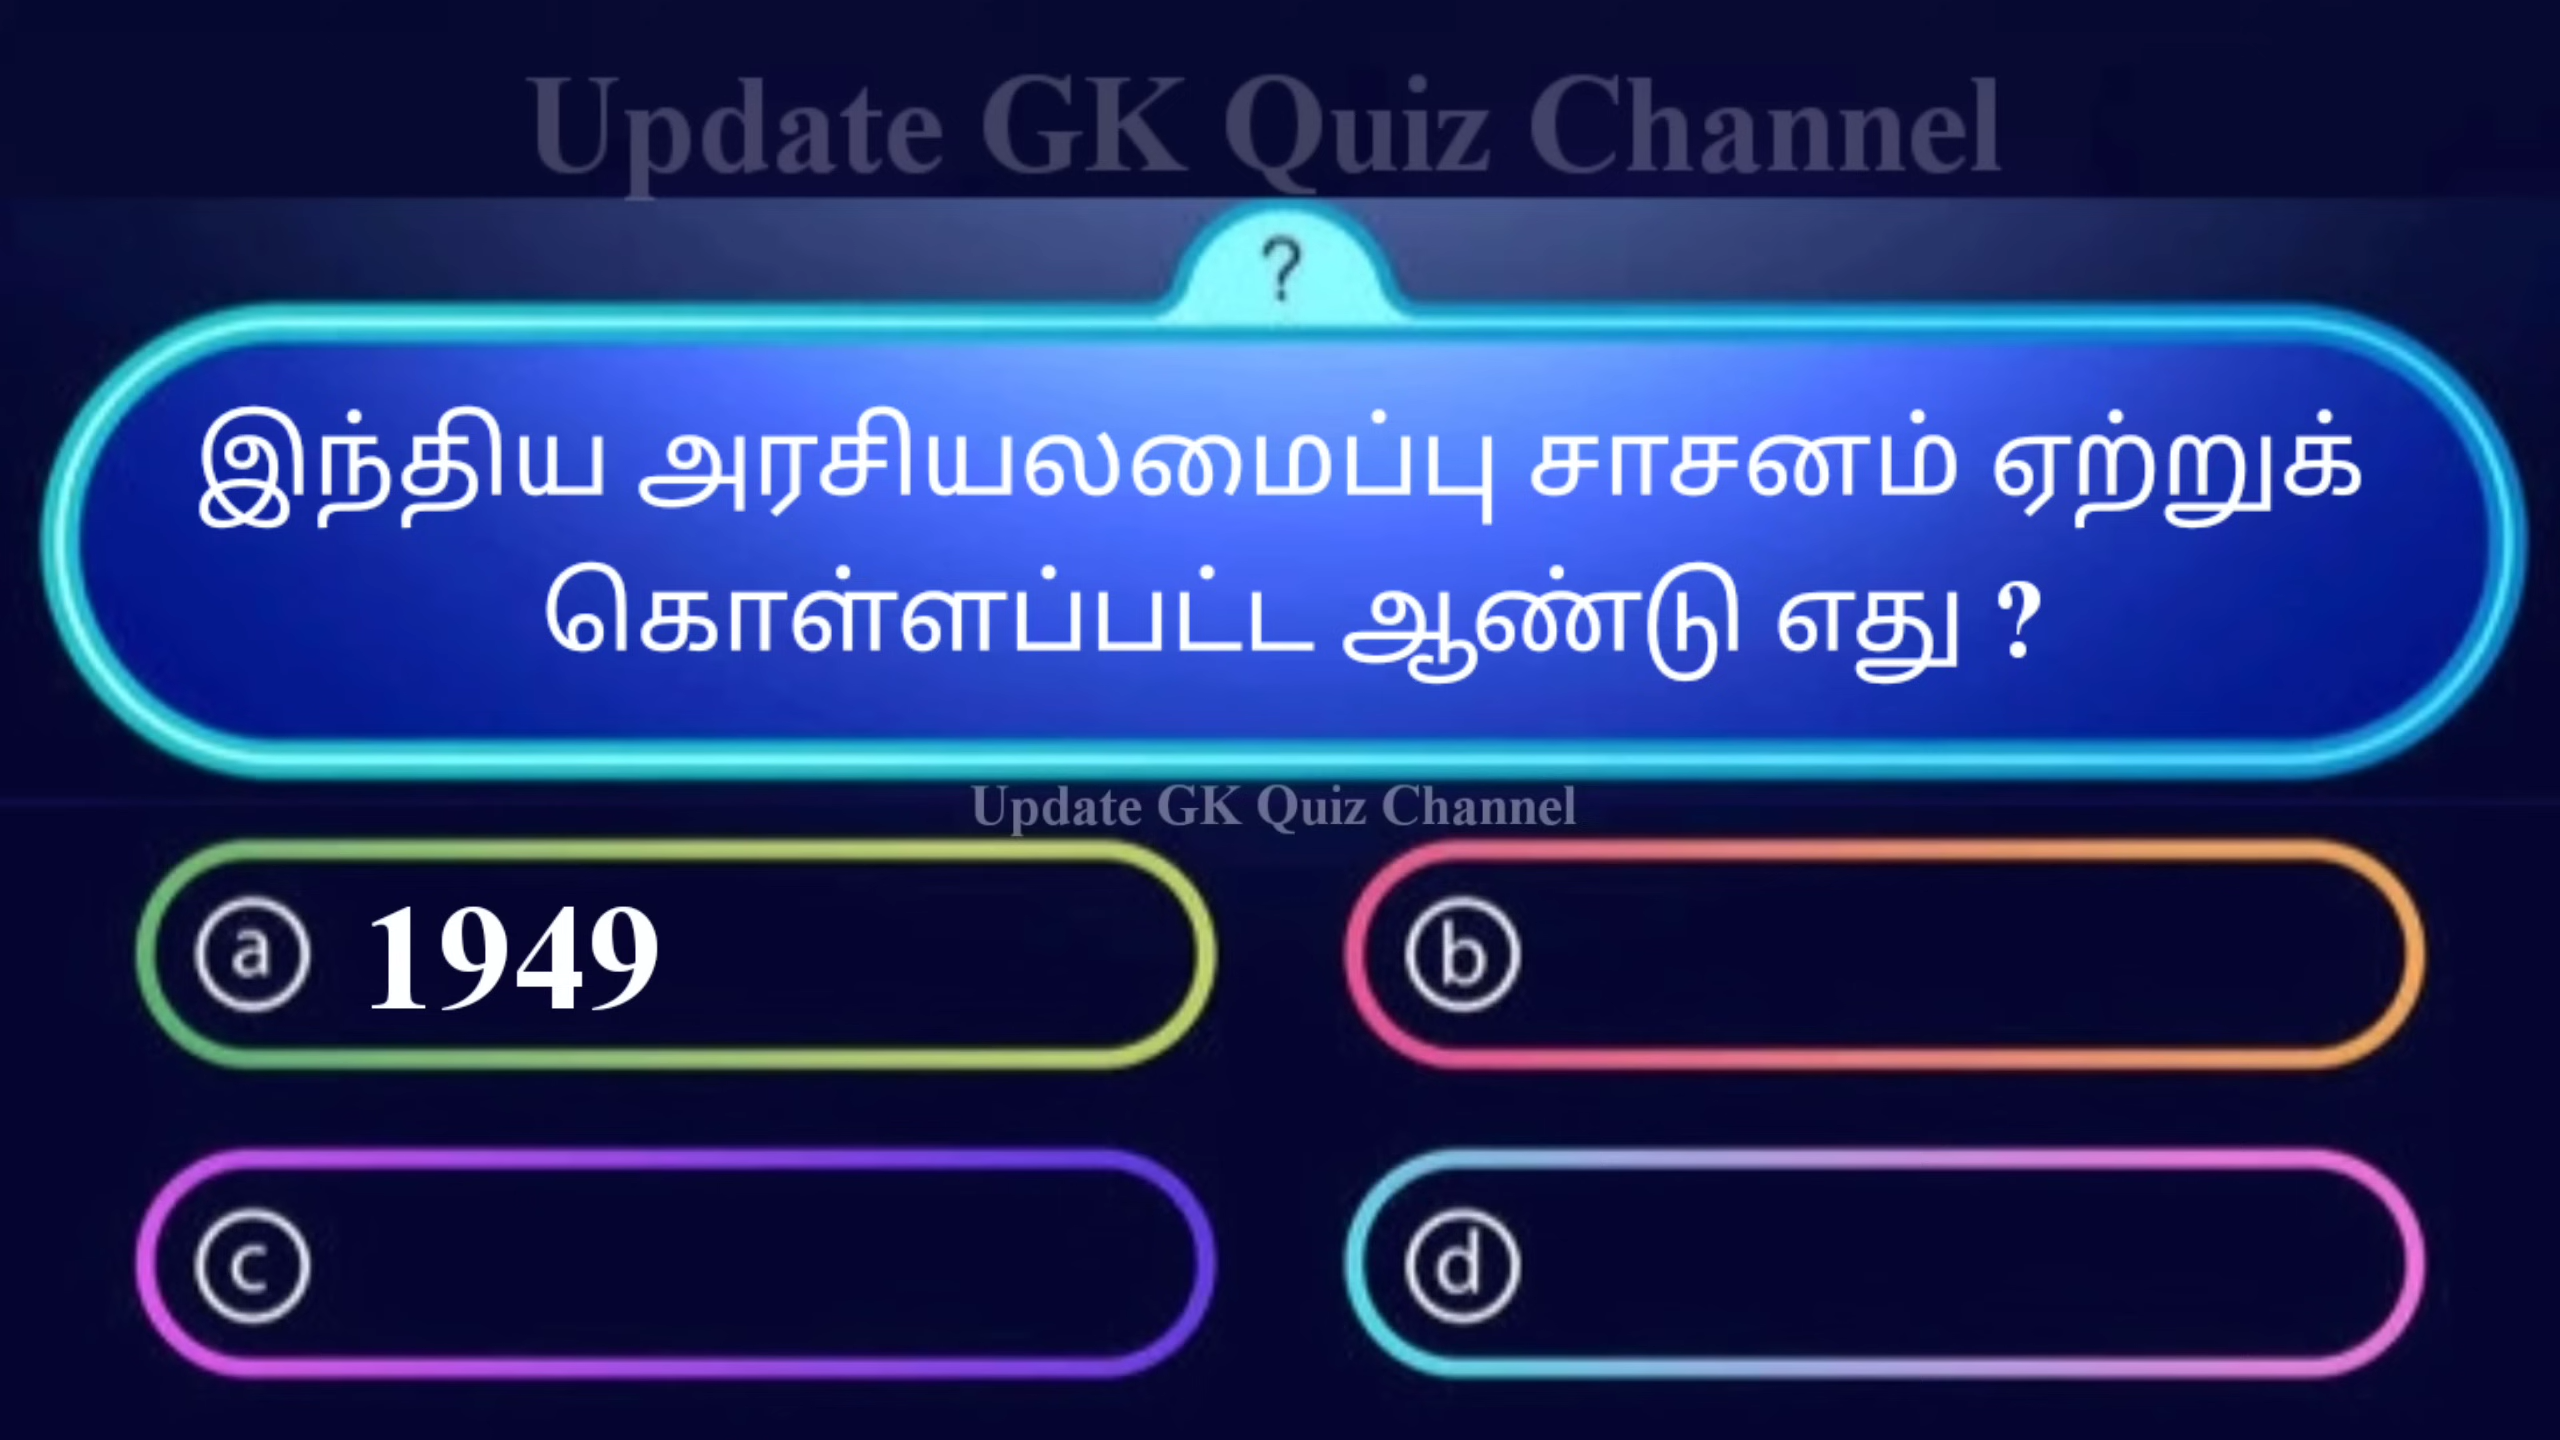 Update GK Quiz Channel
?
இந்திய அரசியலமைப்பு சாசனம் ஏற்றுக்
கொள்ளப்பட்ட ஆண்டு எது ?
Update GK Quiz Channel
a 1949
b
c
d